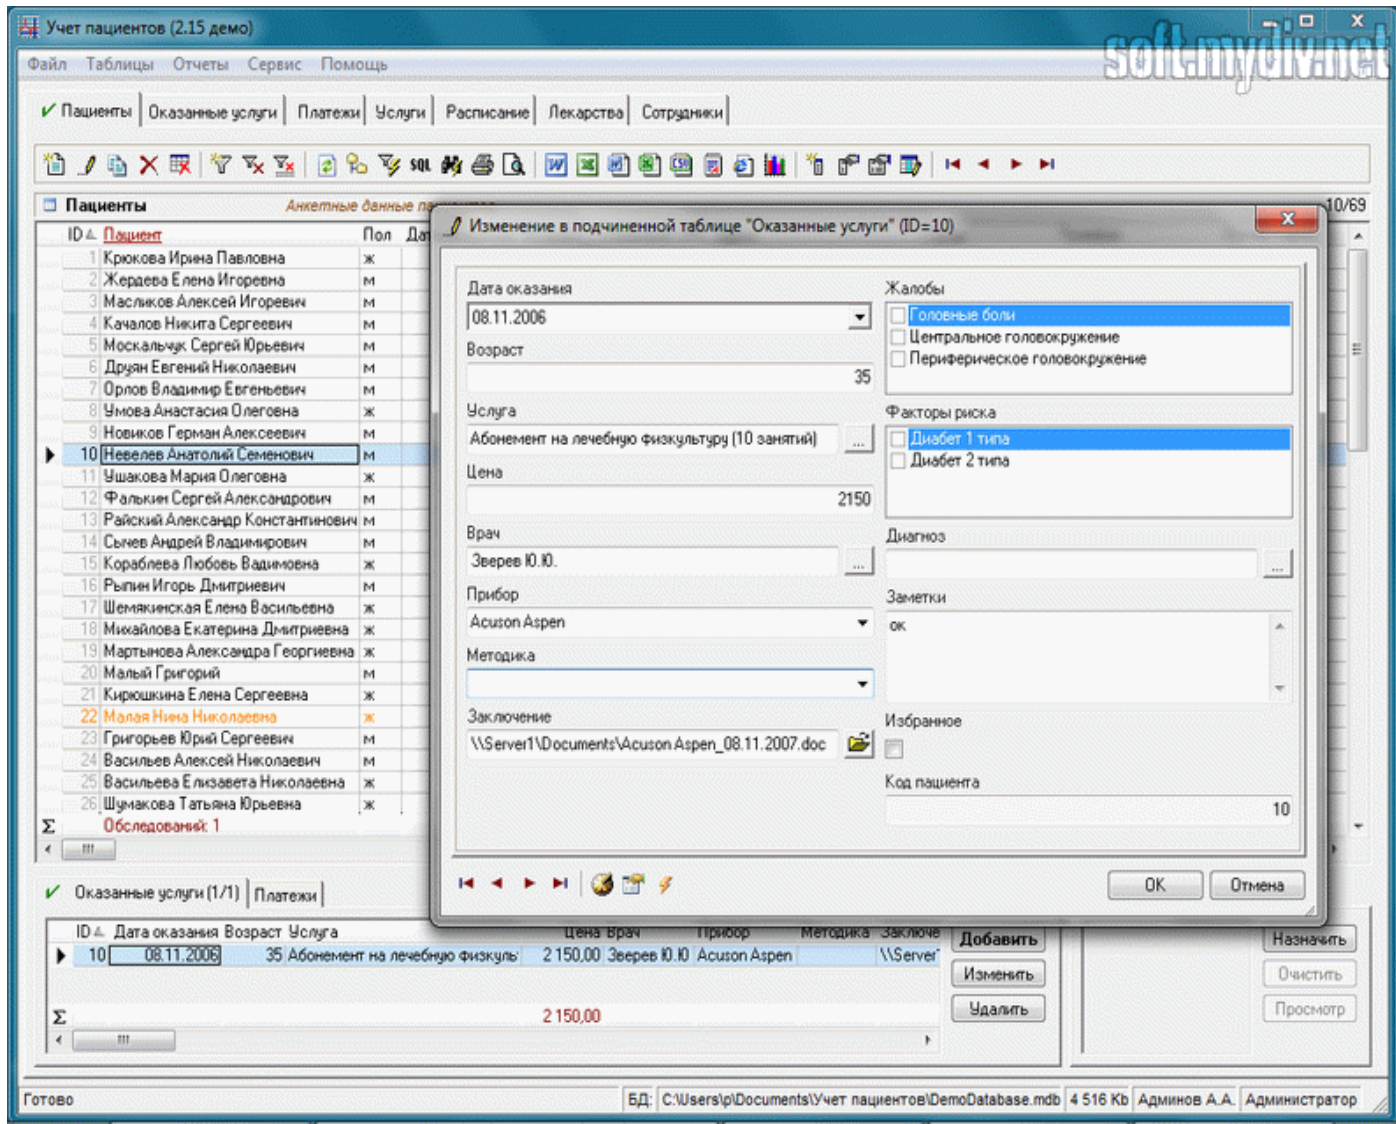 Учет пациентов (2.15 демо)
soft.mydiv.net
Файл Таблицы Отчеты Сервис Помощь
Пациенты Оказанные услуги Платежи Услуги Расписание Лекарства Сотрудники
SQL W CSV
Пациенты Анкетные данные 10/69
ID Пациент Пол
1 Крюкова Ирина Павловна ж
2 Жердева Елена Игоревна м
3 Масликов Алексей Игоревич м
4 Качалов Никита Сергеевич м
5 Москальчук Сергей Юрьевич м
6 Друян Евгений Николаевич м
7 Орлов Владимир Евгеньевич м
8 Умова Анастасия Олеговна ж
9 Новиков Герман Алексеевич м
10 Невелев Анатолий Семенович м
11 Ушакова Мария Олеговна ж
12 Фалькин Сергей Александрович м
13 Райский Александр Константинович м
14 Сычев Андрей Владимирович м
15 Кораблева Любовь Вадимовна ж
16 Рыпин Игорь Дмитриевич м
17 Шемякинская Елена Васильевна ж
18 Михайлова Екатерина Дмитриевна ж
19 Мартынова Александра Георгиевна ж
20 Малый Григорий м
21 Кирюшкина Елена Сергеевна ж
22 Малая Нина Николаевна ж
23 Григорьев Юрий Сергеевич м
24 Васильев Алексей Николаевич м
25 Васильева Елизавета Николаевна ж
26 Шумакова Татьяна Юрьевна ж
Σ Обследований: 1
Изменение в подчиненной таблице "Оказанные услуги" (ID=10)
Дата оказания
08.11.2006
Возраст
35
Услуга
Абонемент на лечебную физкультуру (10 занятий) ...
Цена
2150
Врач
Зверев Ю.Ю. ...
Прибор
Acuson Aspen
Методика
Заключение
\\Server1\Documents\Acuson Aspen_08.11.2007.doc
Жалобы
Головные боли
Центральное головокружение
Периферическое головокружение
Факторы риска
Диабет 1 типа
Диабет 2 типа
Диагноз
...
Заметки
ок
Избранное
Код пациента
10
OK Отмена
Оказанные услуги (1/1) Платежи
ID Дата оказания Возраст Услуга Цена Врач Прибор Методика Заключе
10 08.11.2006 35 Абонемент на лечебную физкуль 2 150,00 Зверев Ю.Ю Acuson Aspen \\Server
Σ 2 150,00
Добавить
Изменить
Удалить
Назначить
Очистить
Просмотр
Готово БД: C:\Users\p\Documents\Учет пациентов\DemoDatabase.mdb 4 516 Kb Админов А.А. Администратор